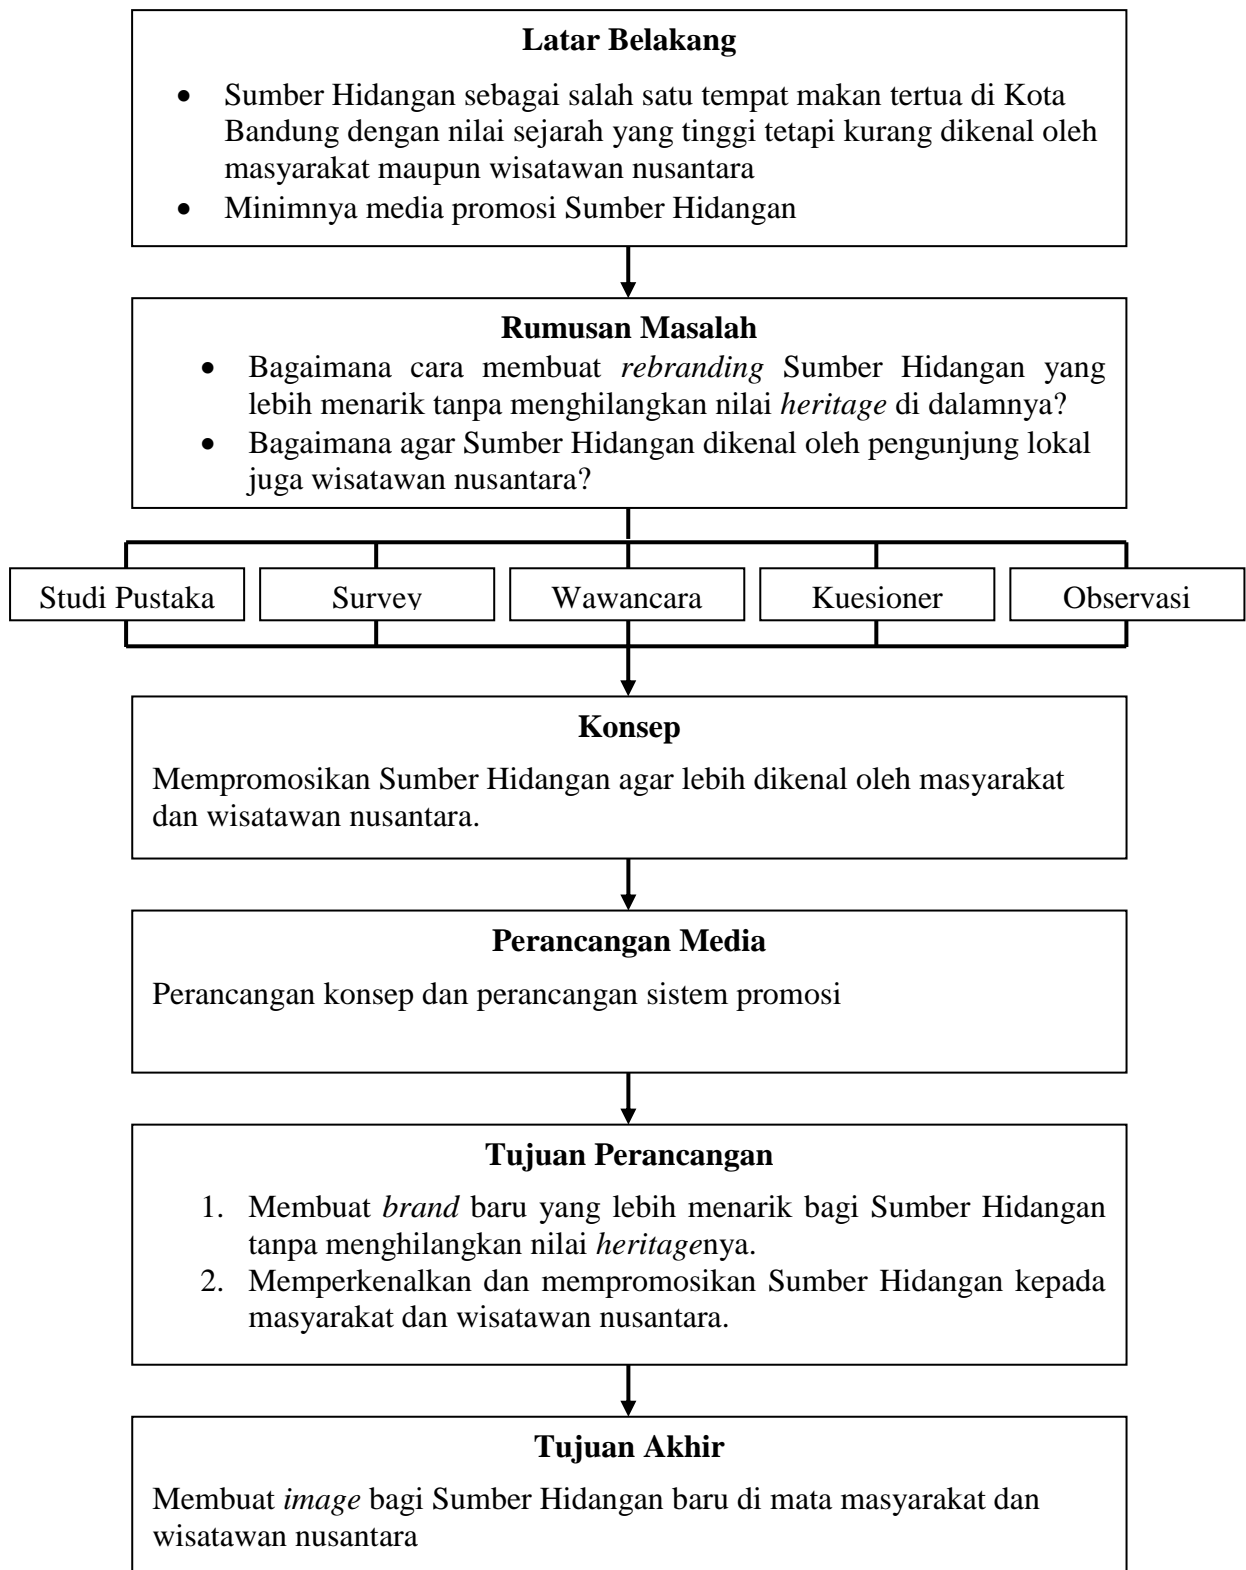 Latar Belakang
• Sumber Hidangan sebagai salah satu tempat makan tertua di Kota
Bandung dengan nilai sejarah yang tinggi tetapi kurang dikenal oleh
masyarakat maupun wisatawan nusantara
• Minimnya media promosi Sumber Hidangan
Rumusan Masalah
• Bagaimana cara membuat rebranding Sumber Hidangan yang
lebih menarik tanpa menghilangkan nilai heritage di dalamnya?
• Bagaimana agar Sumber Hidangan dikenal oleh pengunjung lokal
juga wisatawan nusantara?
Studi Pustaka
Survey
Wawancara
Kuesioner
Observasi
Konsep
Mempromosikan Sumber Hidangan agar lebih dikenal oleh masyarakat
dan wisatawan nusantara.
Perancangan Media
Perancangan konsep dan perancangan sistem promosi
Tujuan Perancangan
1. Membuat brand baru yang lebih menarik bagi Sumber Hidangan
tanpa menghilangkan nilai heritagenya.
2. Memperkenalkan dan mempromosikan Sumber Hidangan kepada
masyarakat dan wisatawan nusantara.
Tujuan Akhir
Membuat image bagi Sumber Hidangan baru di mata masyarakat dan
wisatawan nusantara